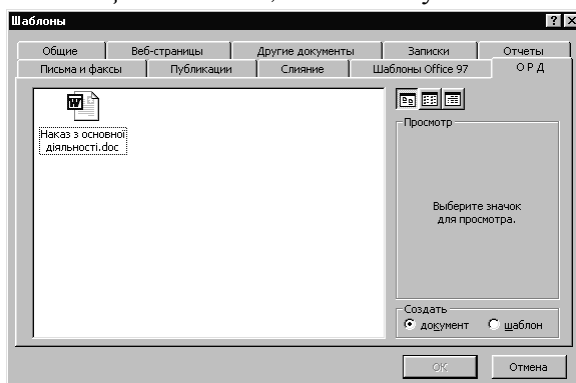 Шаблоны
Общие
Веб-страницы
Другие документы
Записки
Отчеты
Письма и факсы
Публикации
Слияние
Шаблоны Office 97
О Р Д
Наказ з основної
діяльності.doc
Просмотр
Выберите значок
для просмотра.
Создать
документ
шаблон
ОК
Отмена